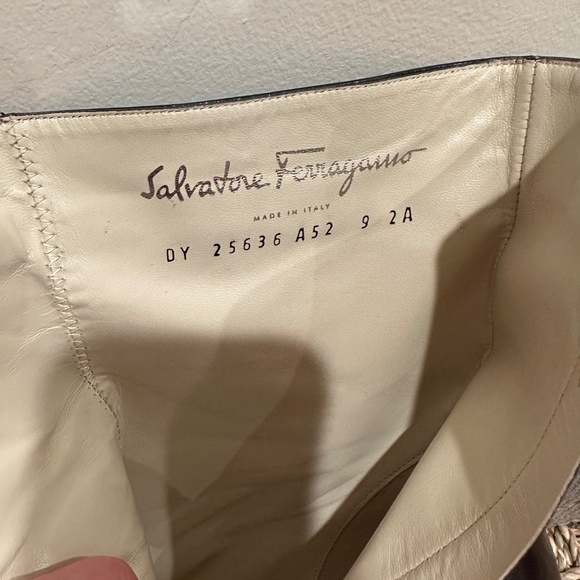 Salvatore Ferragamo
MADE IN ITALY
DY 25636 A52 9 2A